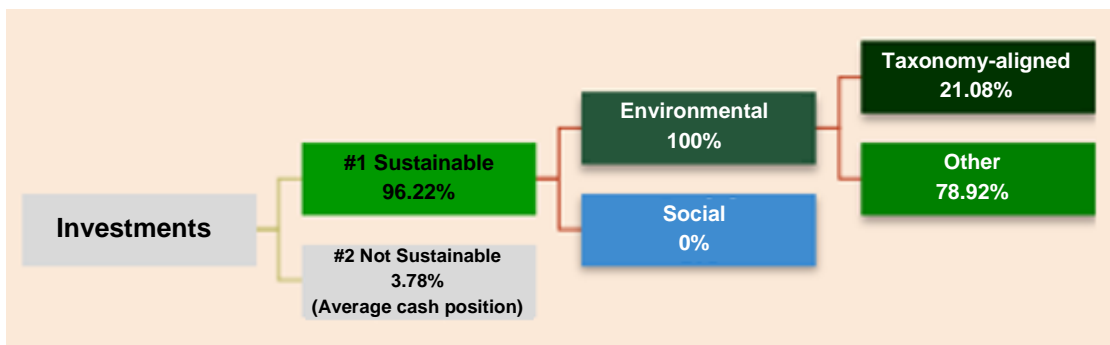 Investments
#1 Sustainable
96.22%
#2 Not Sustainable
3.78%
(Average cash position)
Environmental
100%
Social
0%
Taxonomy-aligned
21.08%
Other
78.92%